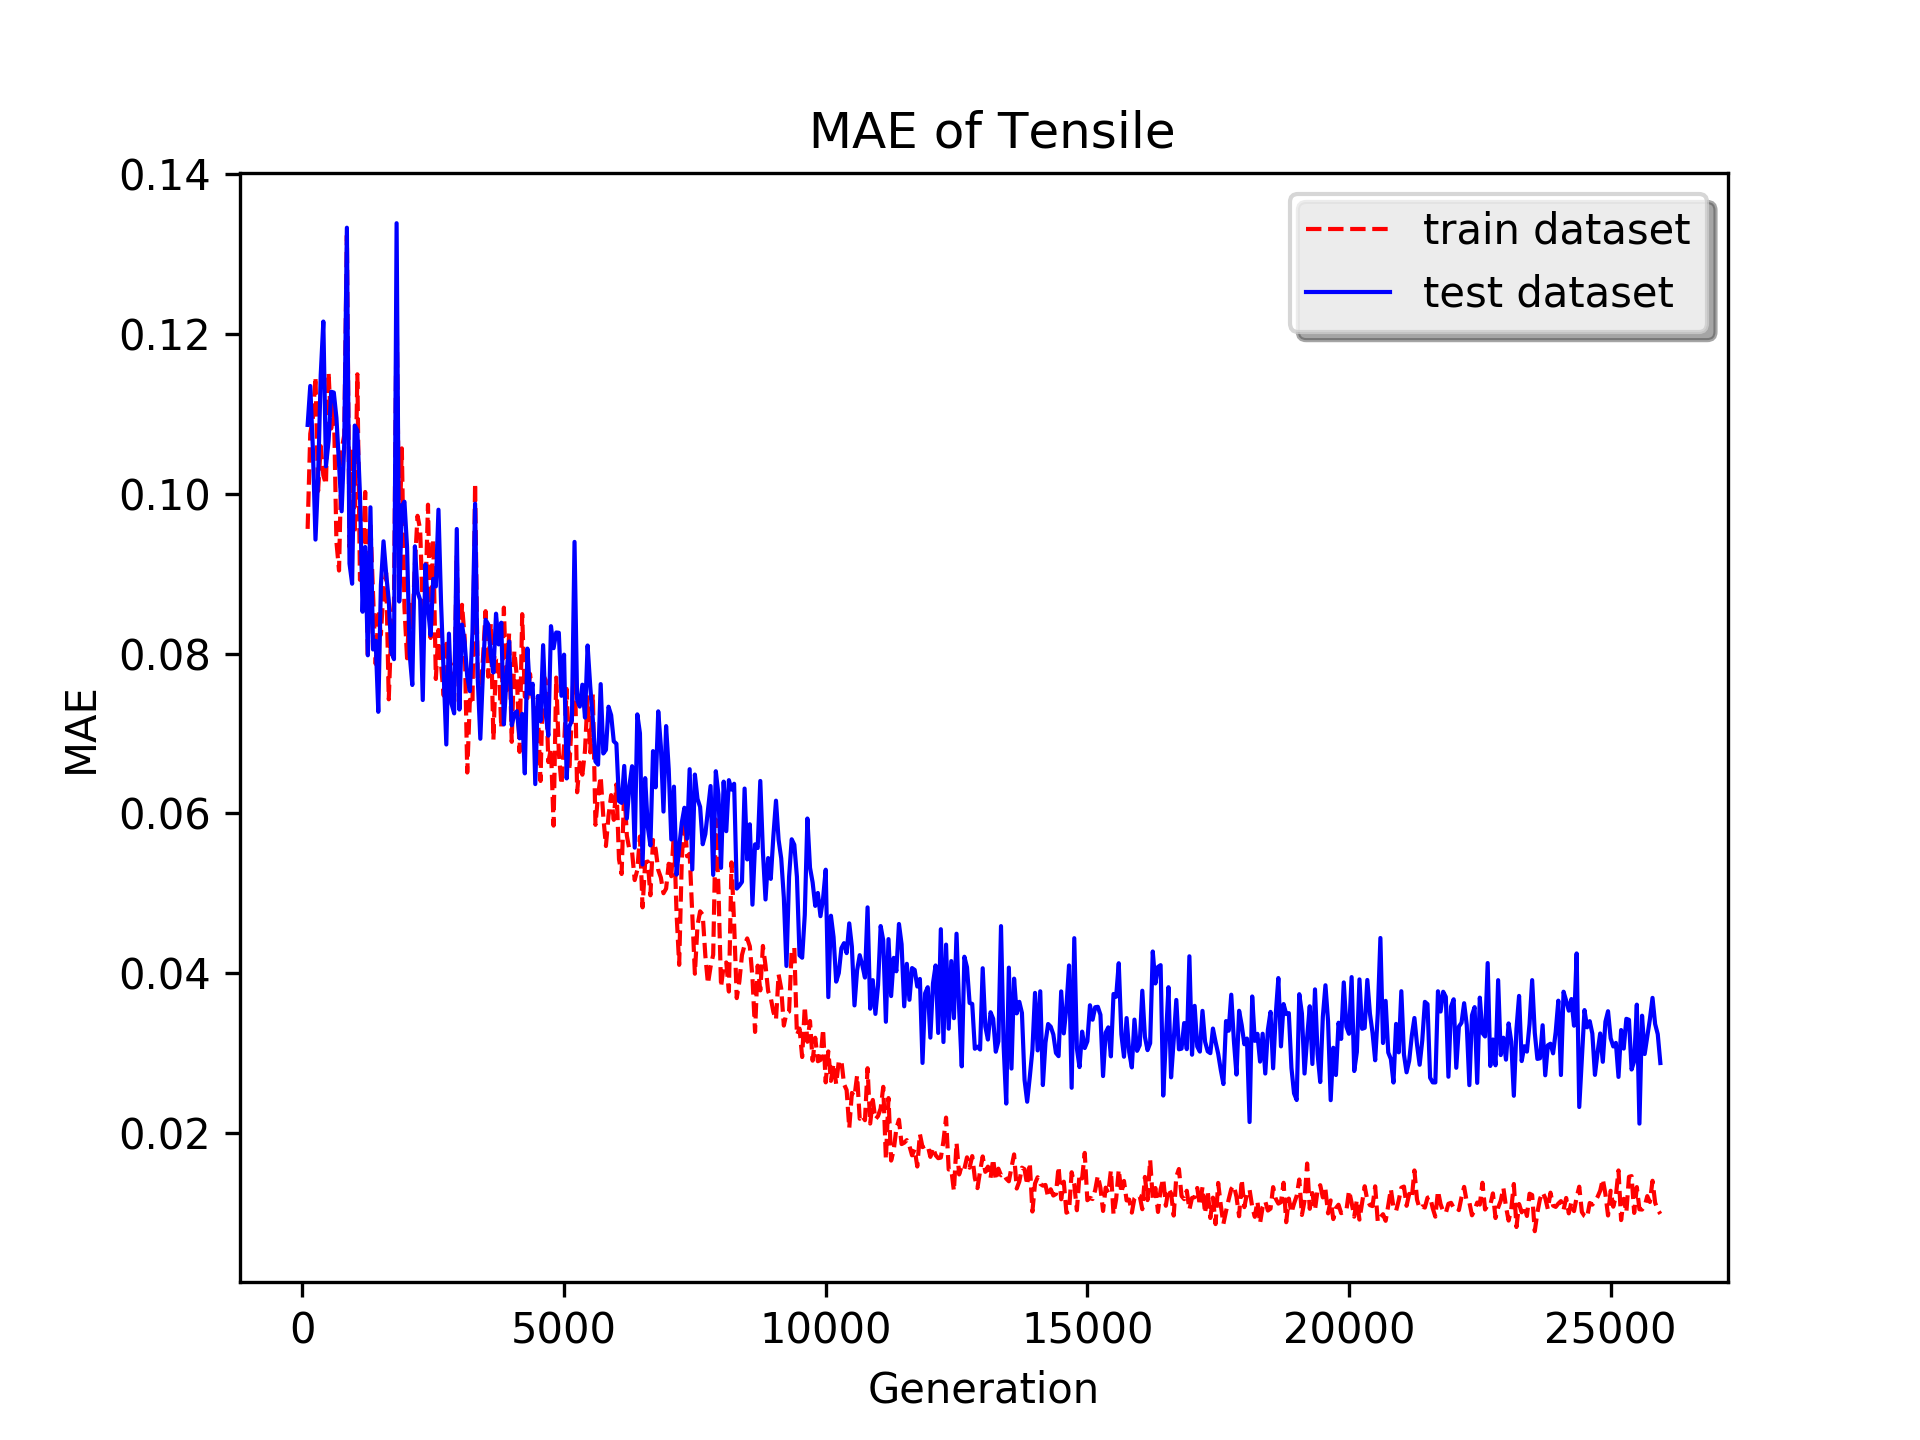 MAE of Tensile
train dataset
test dataset
0.14
0.12
0.10
0.08
0.06
0.04
0.02
MAE
0 5000 10000 15000 20000 25000
Generation